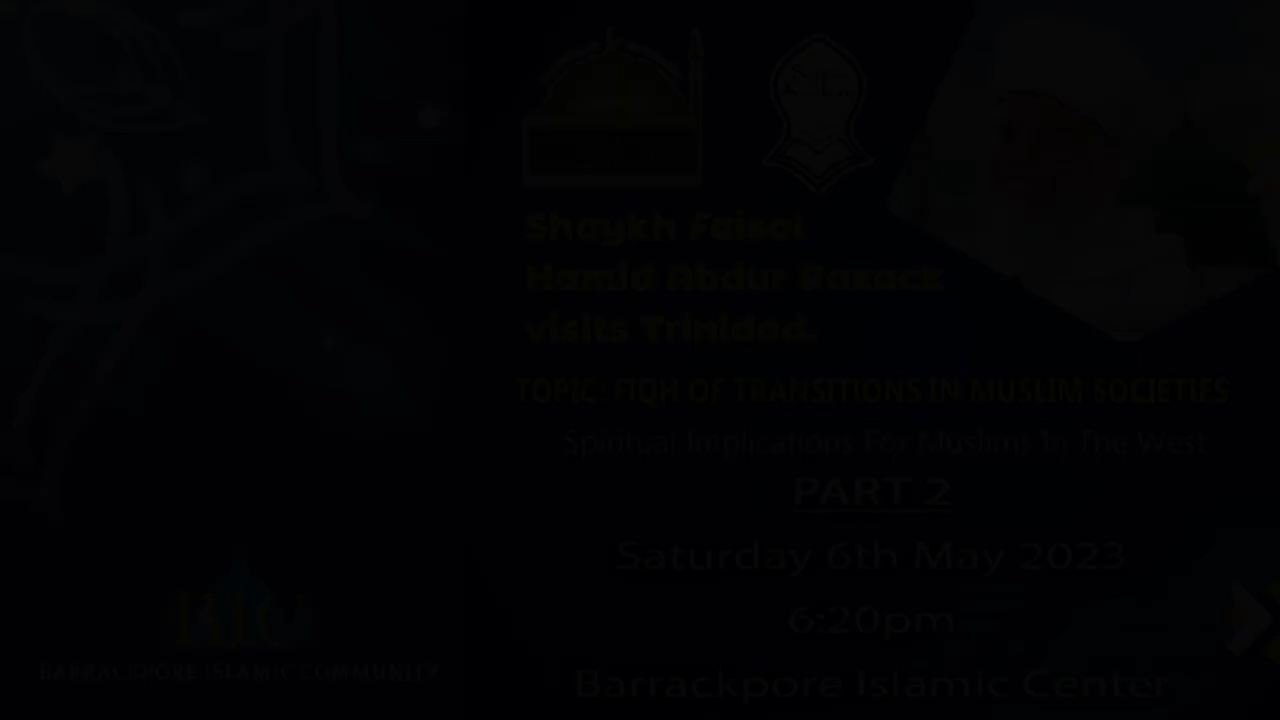 Shaykh Faisal
Hamid Abdur Razack
visits Trinidad.
TOPIC: FIQH OF TRANSITIONS IN MUSLIM SOCIETIES
Spiritual Implications For Muslims In The West
PART 2
Saturday 6th May 2023
6:20pm
Barrackpore Islamic Center
BIC
BARRACKPORE ISLAMIC COMMUNITY